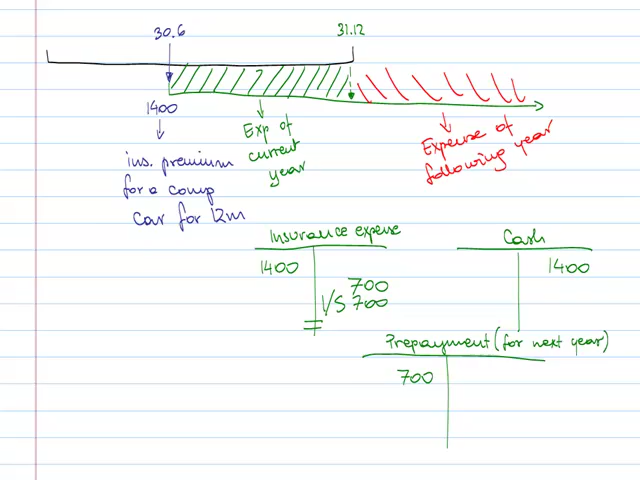 30.6
31.12
1400
ins. premium
for a comp
car for 12m
Exp of
current
year
Expense of
following year
Insurance expense
1400
700
I/S 700
Cash
1400
Prepayment (for next year)
700